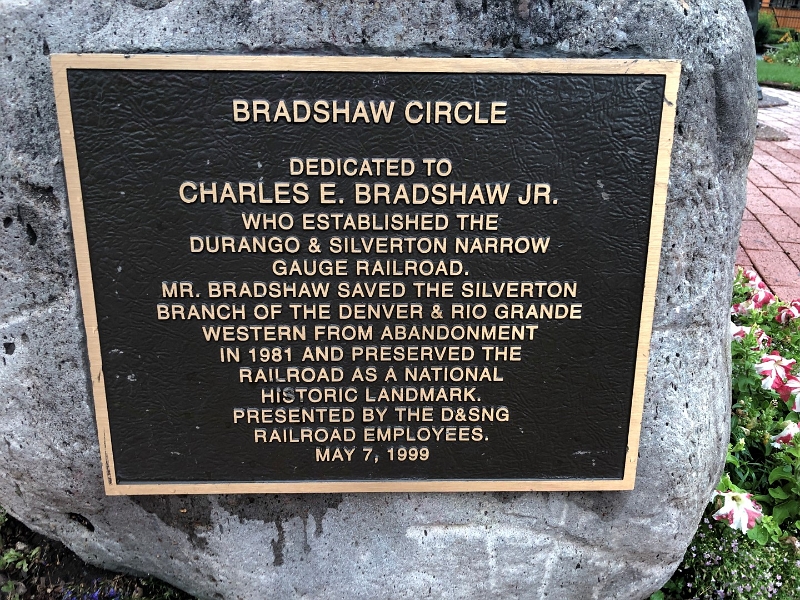 BRADSHAW CIRCLE
DEDICATED TO
CHARLES E. BRADSHAW JR.
WHO ESTABLISHED THE
DURANGO & SILVERTON NARROW
GAUGE RAILROAD.
MR. BRADSHAW SAVED THE SILVERTON
BRANCH OF THE DENVER & RIO GRANDE
WESTERN FROM ABANDONMENT
IN 1981 AND PRESERVED THE
RAILROAD AS A NATIONAL
HISTORIC LANDMARK.
PRESENTED BY THE D&SNG
RAILROAD EMPLOYEES.
MAY 7, 1999